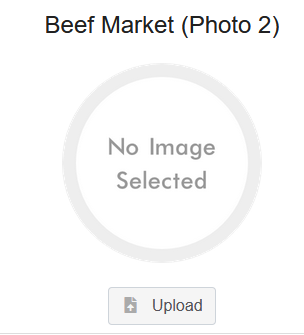 Beef Market (Photo 2)
No Image
Selected
Upload